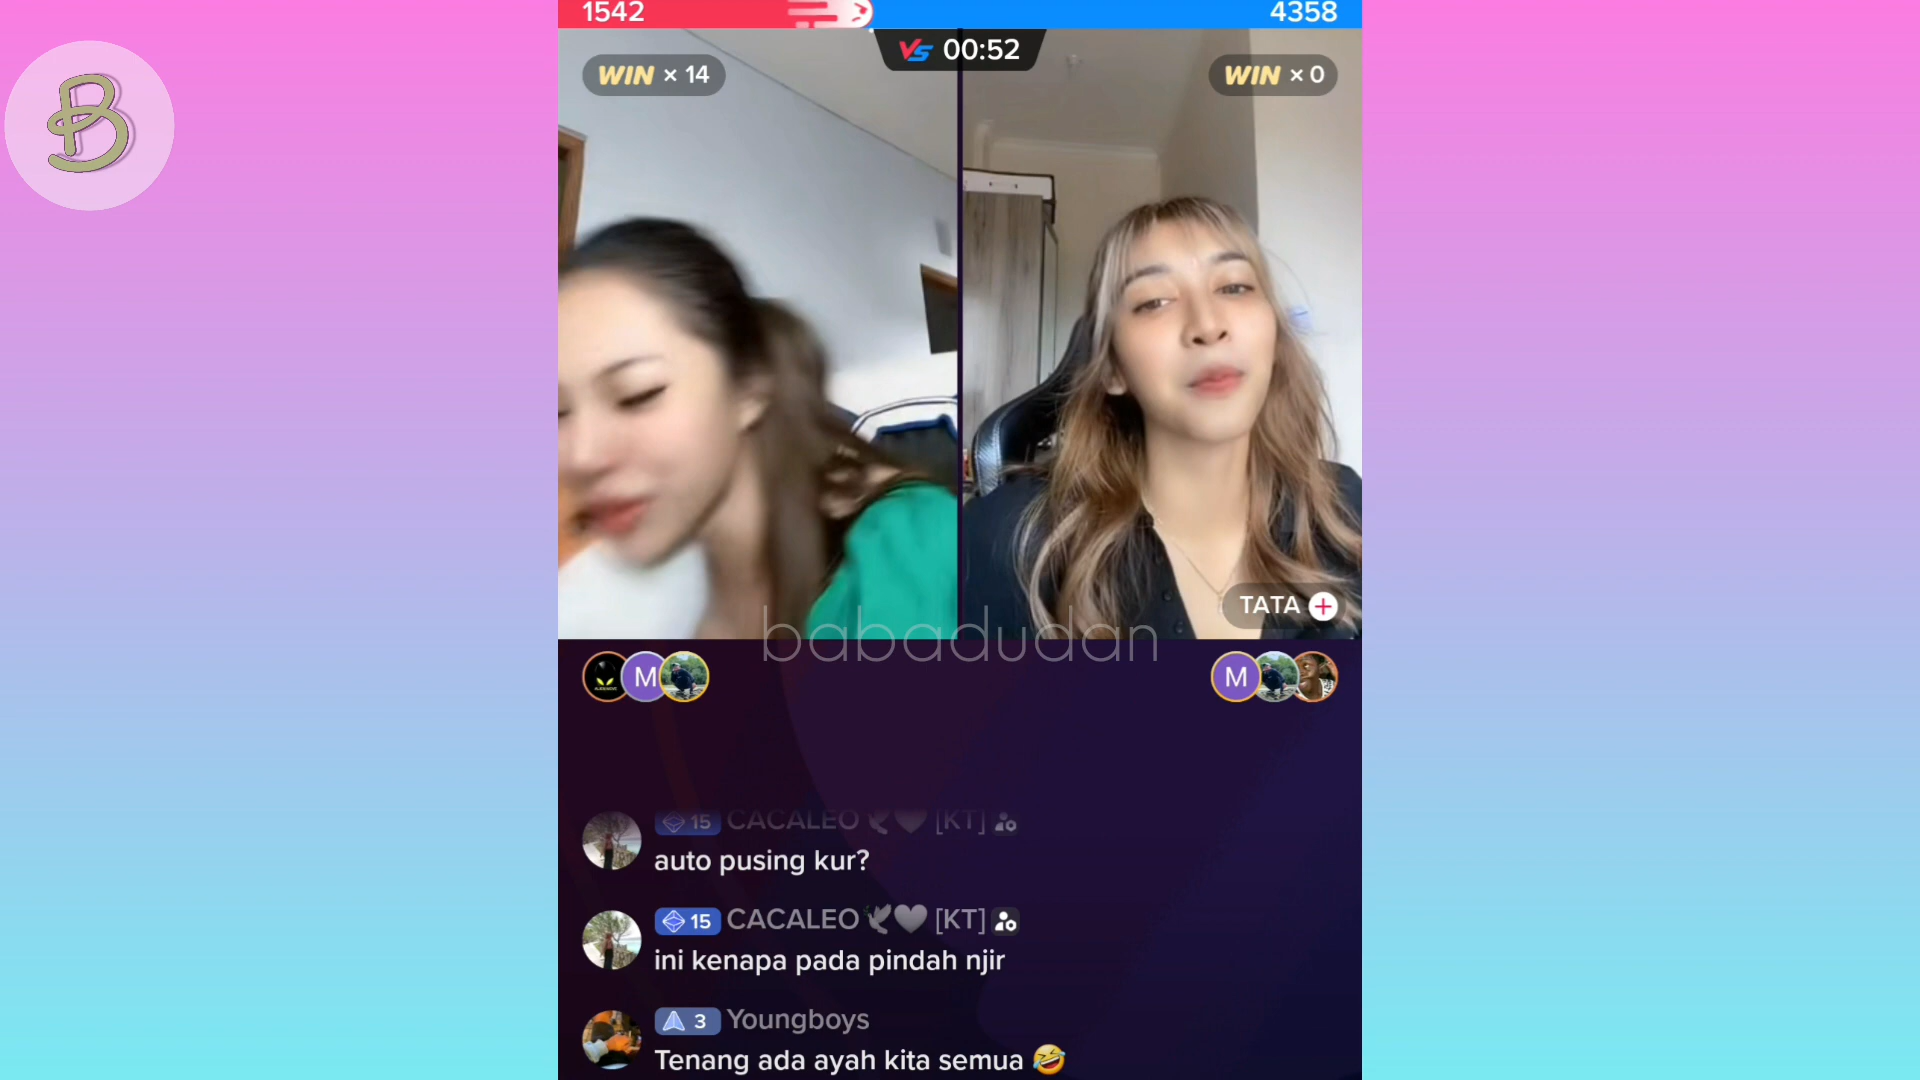 1542
4358
VS 00:52
WIN × 14
WIN × 0
B
TATA
babadudan
M
M
15 CACALEO [KT]
auto pusing kur?
15 CACALEO [KT]
ini kenapa pada pindah njir
3 Youngboys
Tenang ada ayah kita semua 🤣